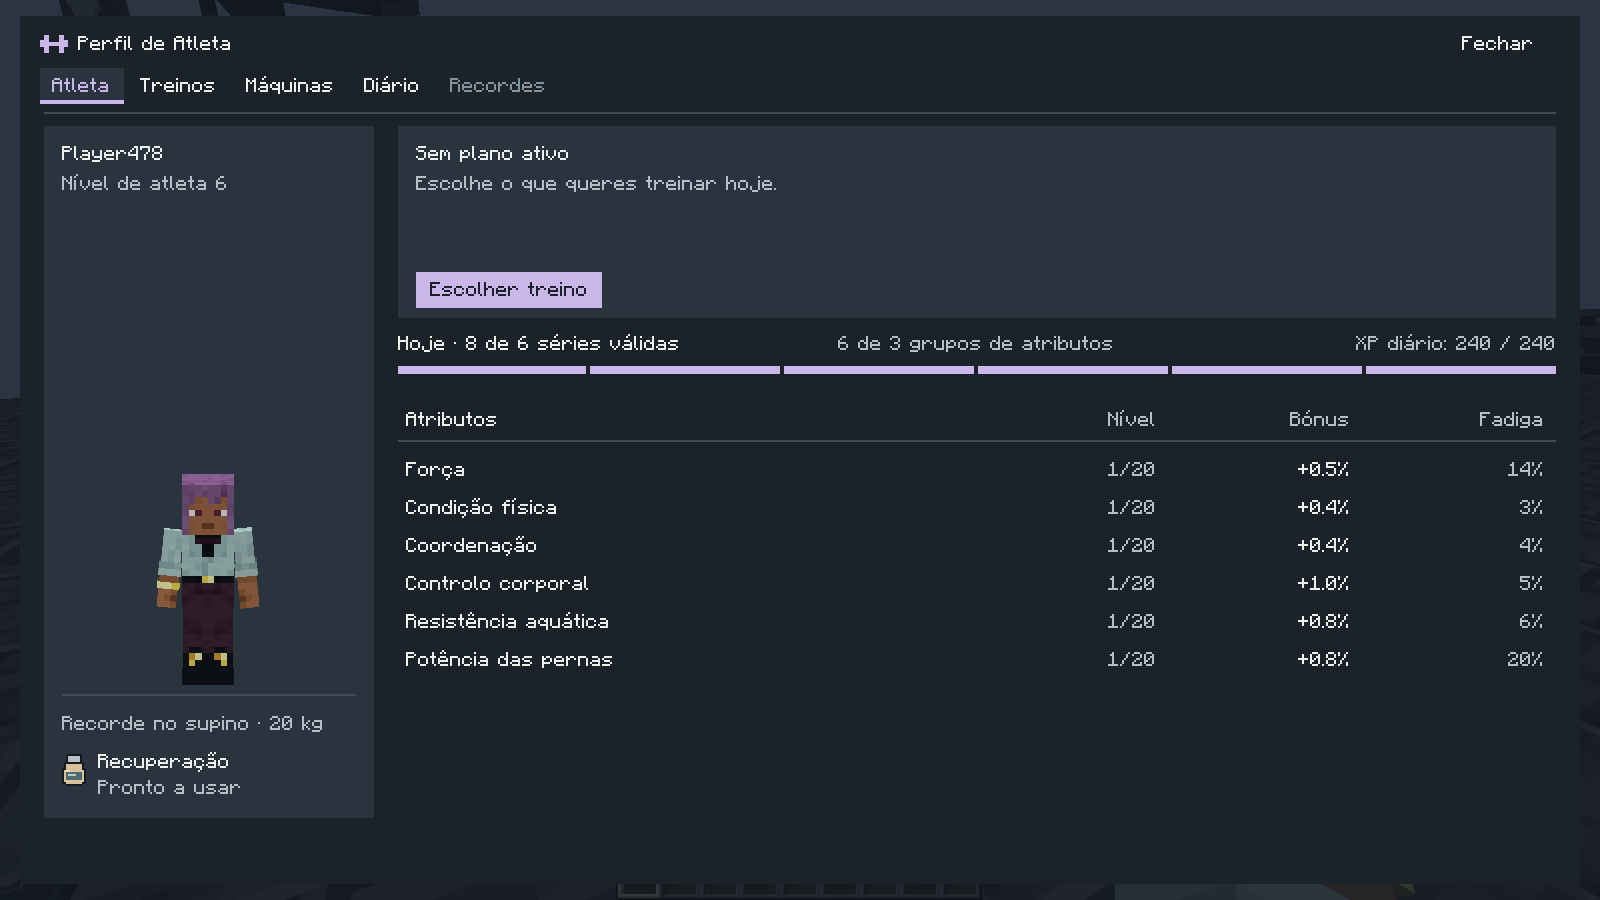 Perfil de Atleta
Fechar
Atleta Treinos Máquinas Diário Recordes
Player478
Nível de atleta 6
Recorde no supino · 20 kg
Recuperação
Pronto a usar
Sem plano ativo
Escolhe o que queres treinar hoje.
Escolher treino
Hoje · 8 de 6 séries válidas 6 de 3 grupos de atributos XP diário: 240 / 240
Atributos Nível Bónus Fadiga
Força 1/20 +0.5% 14%
Condição física 1/20 +0.4% 3%
Coordenação 1/20 +0.4% 4%
Controlo corporal 1/20 +1.0% 5%
Resistência aquática 1/20 +0.8% 6%
Potência das pernas 1/20 +0.8% 20%